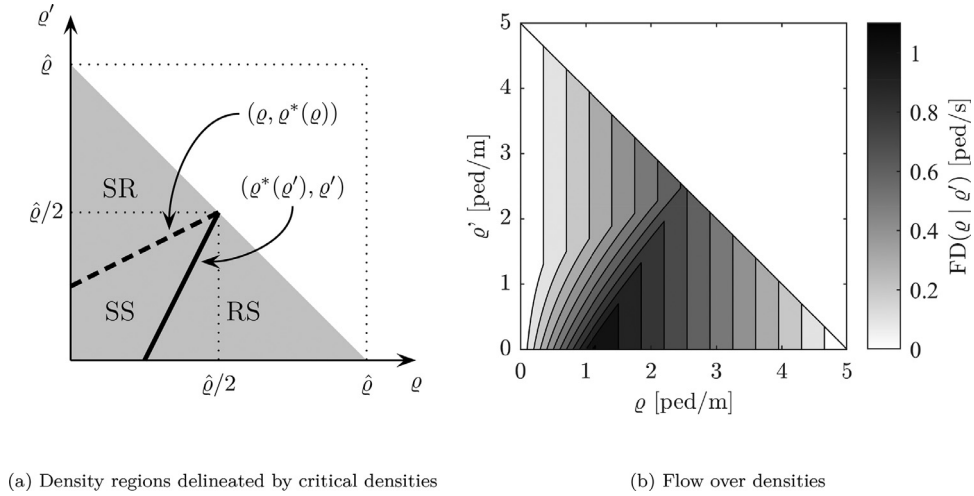 ϱ′
ϱ̂
(ϱ, ϱ*(ϱ))
(ϱ*(ϱ′), ϱ′)
SR
ϱ̂/2
SS
RS
ϱ̂/2
ϱ̂
ϱ
5
4
3
2
1
0
ϱ' [ped/m]
0
1
2
3
4
5
ϱ [ped/m]
1
0.8
0.6
0.4
0.2
0
FD(ϱ | ϱ′) [ped/s]
(a) Density regions delineated by critical densities
(b) Flow over densities